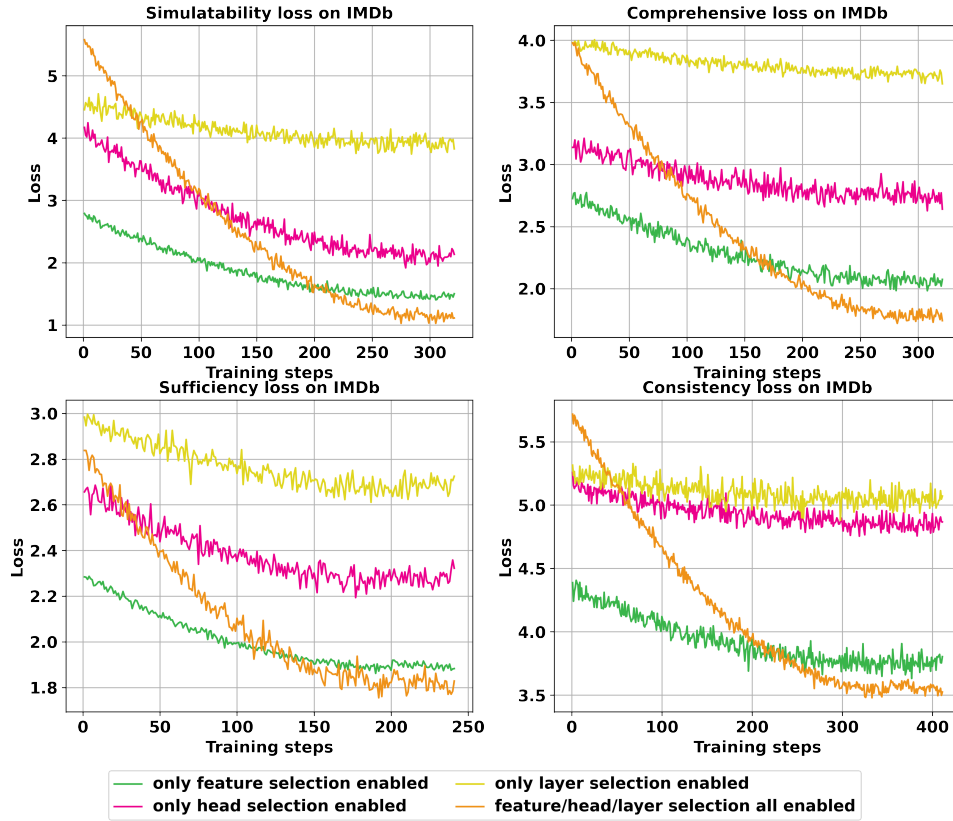 Simulatability loss on IMDb
Loss
5
4
3
2
1
0 50 100 150 200 250 300
Training steps
Comprehensive loss on IMDb
Loss
4.0
3.5
3.0
2.5
2.0
0 50 100 150 200 250 300
Training steps
Sufficiency loss on IMDb
Loss
3.0
2.8
2.6
2.4
2.2
2.0
1.8
0 50 100 150 200 250
Training steps
Consistency loss on IMDb
Loss
5.5
5.0
4.5
4.0
3.5
0 100 200 300 400
Training steps
only feature selection enabled
only head selection enabled
only layer selection enabled
feature/head/layer selection all enabled